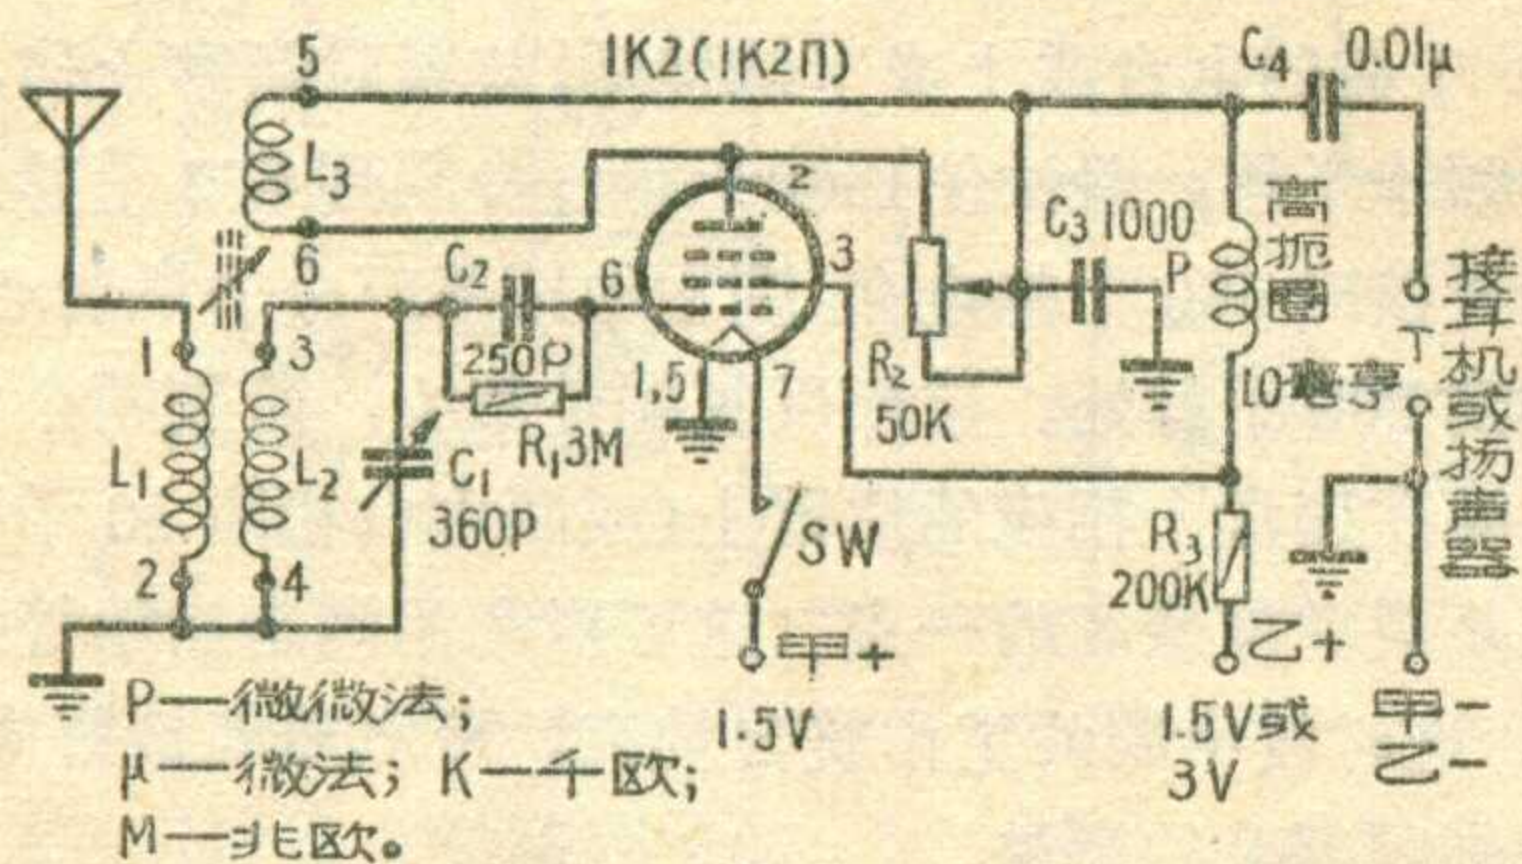 5
1K2(1K2П)
C4 0.01μ
L3
2
6
C2
6
3
C3 1000
P
高扼圈
10毫亨
T
接耳机或扬声器
1
3
250P
R1 3M
1,5
7
R2
50K
L1
L2
C1
360P
SW
R3
200K
2
4
甲+
1.5V
乙+
1.5V或
3V
甲-
乙-
P—微微法;
μ—微法; K—千欧;
M—兆欧。